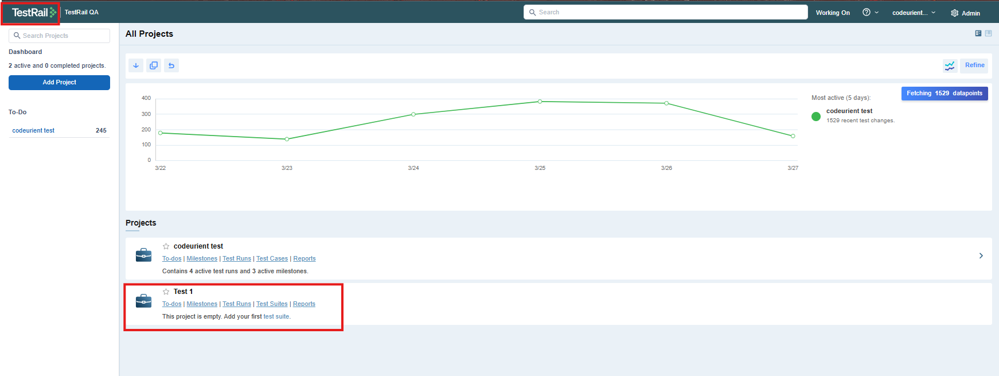 TestRail TestRail QA Search Working On codeurient... Admin
Search Projects
Dashboard
2 active and 0 completed projects.
Add Project
To-Do
codeurient test 245
All Projects
Refine
Fetching 1529 datapoints
Most active (5 days):
codeurient test
1529 recent test changes.
400
300
200
100
0
3/22 3/23 3/24 3/25 3/26 3/27
Projects
codeurient test
To-dos | Milestones | Test Runs | Test Cases | Reports
Contains 4 active test runs and 3 active milestones.
Test 1
To-dos | Milestones | Test Runs | Test Suites | Reports
This project is empty. Add your first test suite.